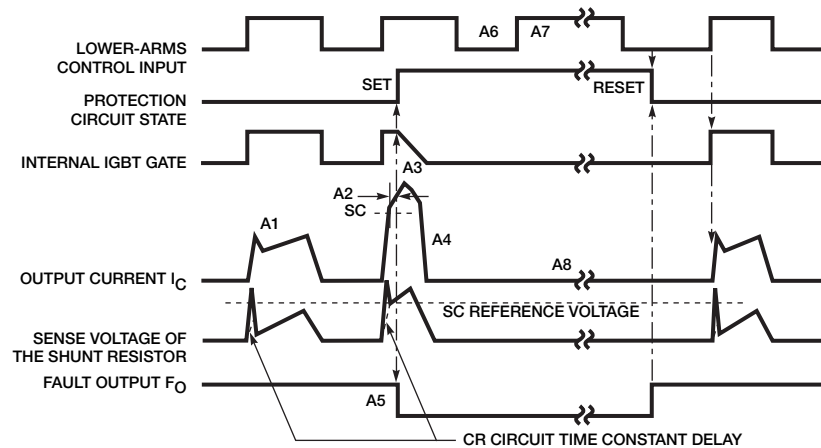 A6 A7
LOWER-ARMS
CONTROL INPUT
SET
RESET
PROTECTION
CIRCUIT STATE
INTERNAL IGBT GATE
A3
A2
SC
A1
A4
A8
OUTPUT CURRENT IC
SC REFERENCE VOLTAGE
SENSE VOLTAGE OF
THE SHUNT RESISTOR
FAULT OUTPUT FO
A5
CR CIRCUIT TIME CONSTANT DELAY